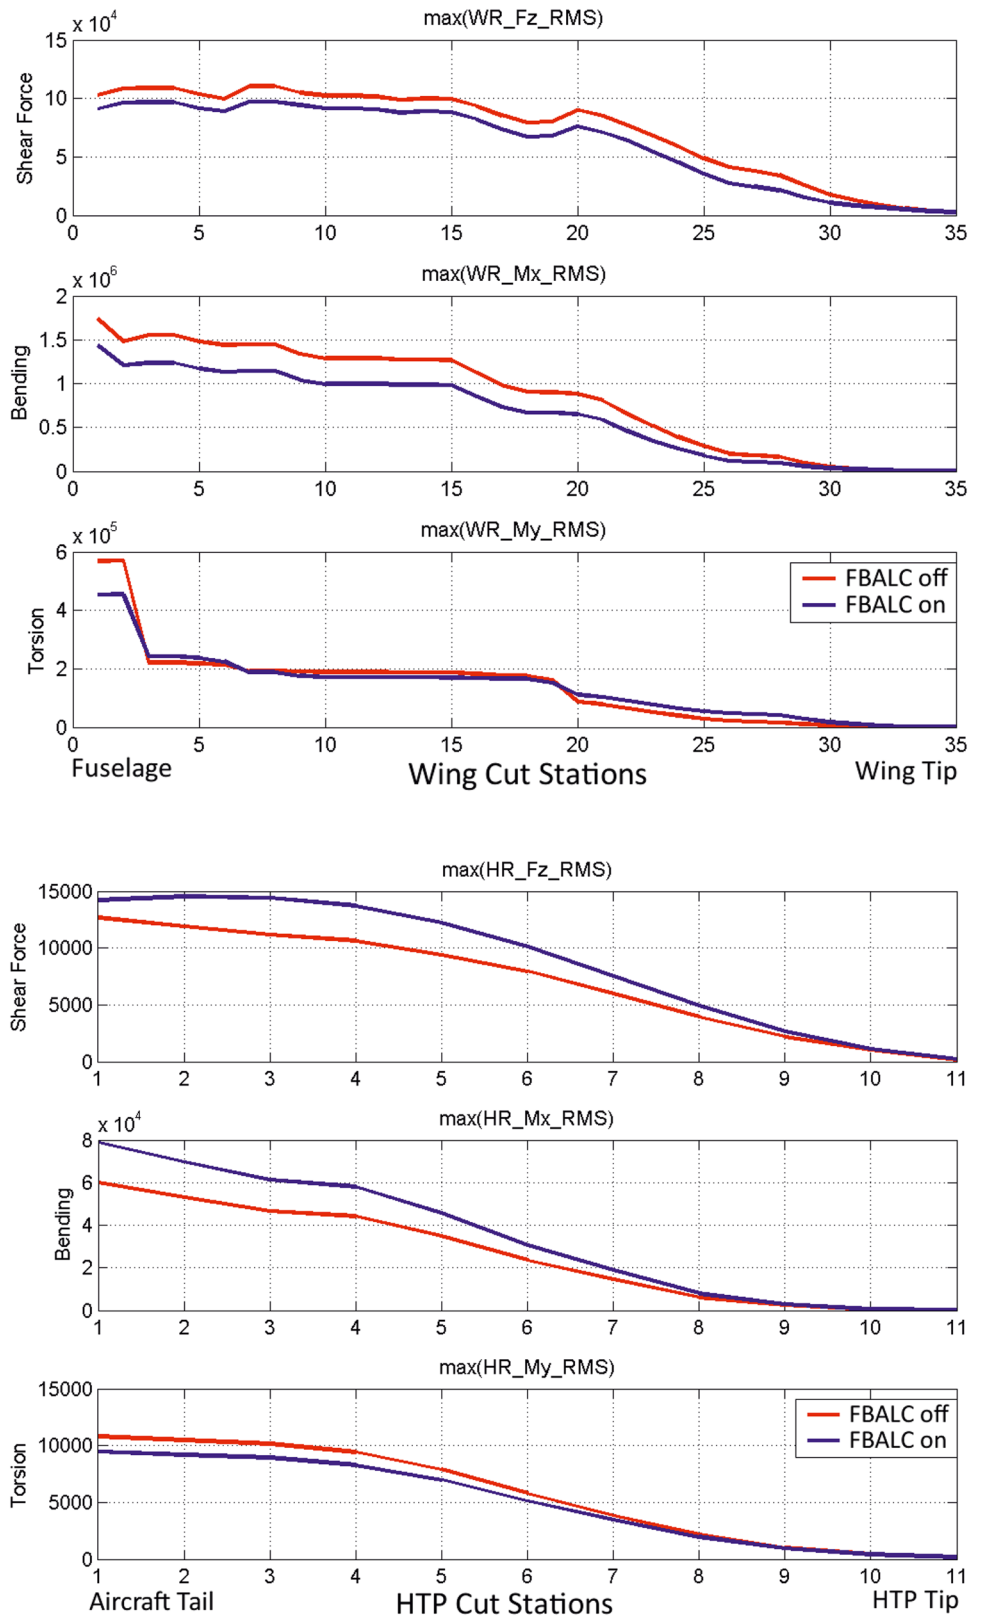 max(WR_Fz_RMS)
x 10^4
Shear Force
15
10
5
0
0 5 10 15 20 25 30 35
max(WR_Mx_RMS)
x 10^6
Bending
2
1.5
1
0.5
0
0 5 10 15 20 25 30 35
max(WR_My_RMS)
x 10^5
Torsion
6
4
2
0
FBALC off
FBALC on
0 5 10 15 20 25 30 35
Fuselage Wing Cut Stations Wing Tip
max(HR_Fz_RMS)
Shear Force
15000
10000
5000
0
1 2 3 4 5 6 7 8 9 10 11
max(HR_Mx_RMS)
x 10^4
Bending
8
6
4
2
0
1 2 3 4 5 6 7 8 9 10 11
max(HR_My_RMS)
Torsion
15000
10000
5000
0
FBALC off
FBALC on
1 2 3 4 5 6 7 8 9 10 11
Aircraft Tail HTP Cut Stations HTP Tip